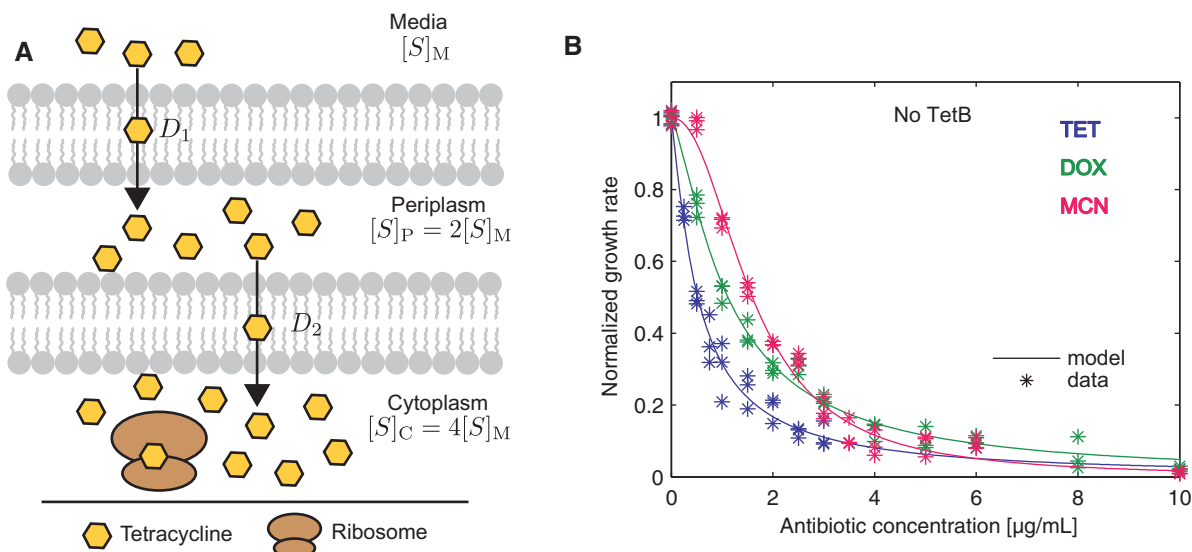 A
Media
[S]M
D1
Periplasm
[S]P = 2[S]M
D2
Cytoplasm
[S]C = 4[S]M
Tetracycline
Ribosome
B
No TetB
TET
DOX
MCN
model
data
Normalized growth rate
1
0.8
0.6
0.4
0.2
0
0 2 4 6 8 10
Antibiotic concentration [µg/mL]